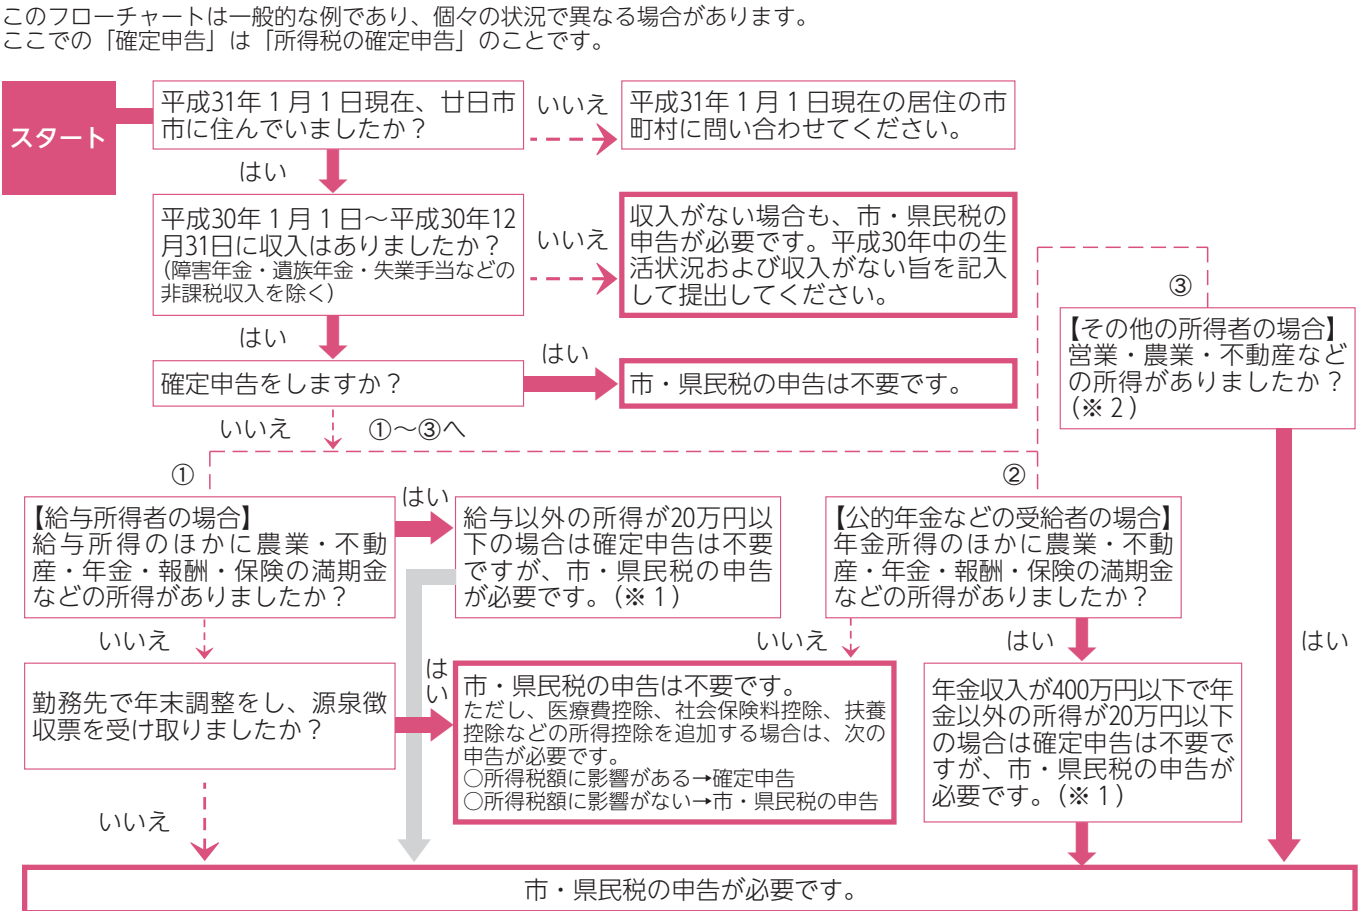 このフローチャートは一般的な例であり、個々の状況で異なる場合があります。
ここでの「確定申告」は「所得税の確定申告」のことです。
スタート
平成31年１月１日現在、廿日市
市に住んでいましたか？
いいえ
平成31年１月１日現在の居住の市
町村に問い合わせてください。
はい
平成30年１月１日～平成30年12
月31日に収入はありましたか？
（障害年金・遺族年金・失業手当などの
非課税収入を除く）
いいえ
収入がない場合も、市・県民税の
申告が必要です。平成30年中の生
活状況および収入がない旨を記入
して提出してください。
はい
確定申告をしますか？
はい
市・県民税の申告は不要です。
いいえ
①～③へ
③
【その他の所得者の場合】
営業・農業・不動産など
の所得がありましたか？
（※２）
①
【給与所得者の場合】
給与所得のほかに農業・不動
産・年金・報酬・保険の満期金
などの所得がありましたか？
はい
給与以外の所得が20万円以
下の場合は確定申告は不要
ですが、市・県民税の申告
が必要です。（※１）
②
【公的年金などの受給者の場合】
年金所得のほかに農業・不動
産・年金・報酬・保険の満期金
などの所得がありましたか？
いいえ
いいえ
はい
はい
勤務先で年末調整をし、源泉徴
収票を受け取りましたか？
はい
市・県民税の申告は不要です。
ただし、医療費控除、社会保険料控除、扶養
控除などの所得控除を追加する場合は、次の
申告が必要です。
○所得税額に影響がある→確定申告
○所得税額に影響がない→市・県民税の申告
年金収入が400万円以下で年
金以外の所得が20万円以下
の場合は確定申告は不要で
すが、市・県民税の申告が
必要です。（※１）
いいえ
市・県民税の申告が必要です。